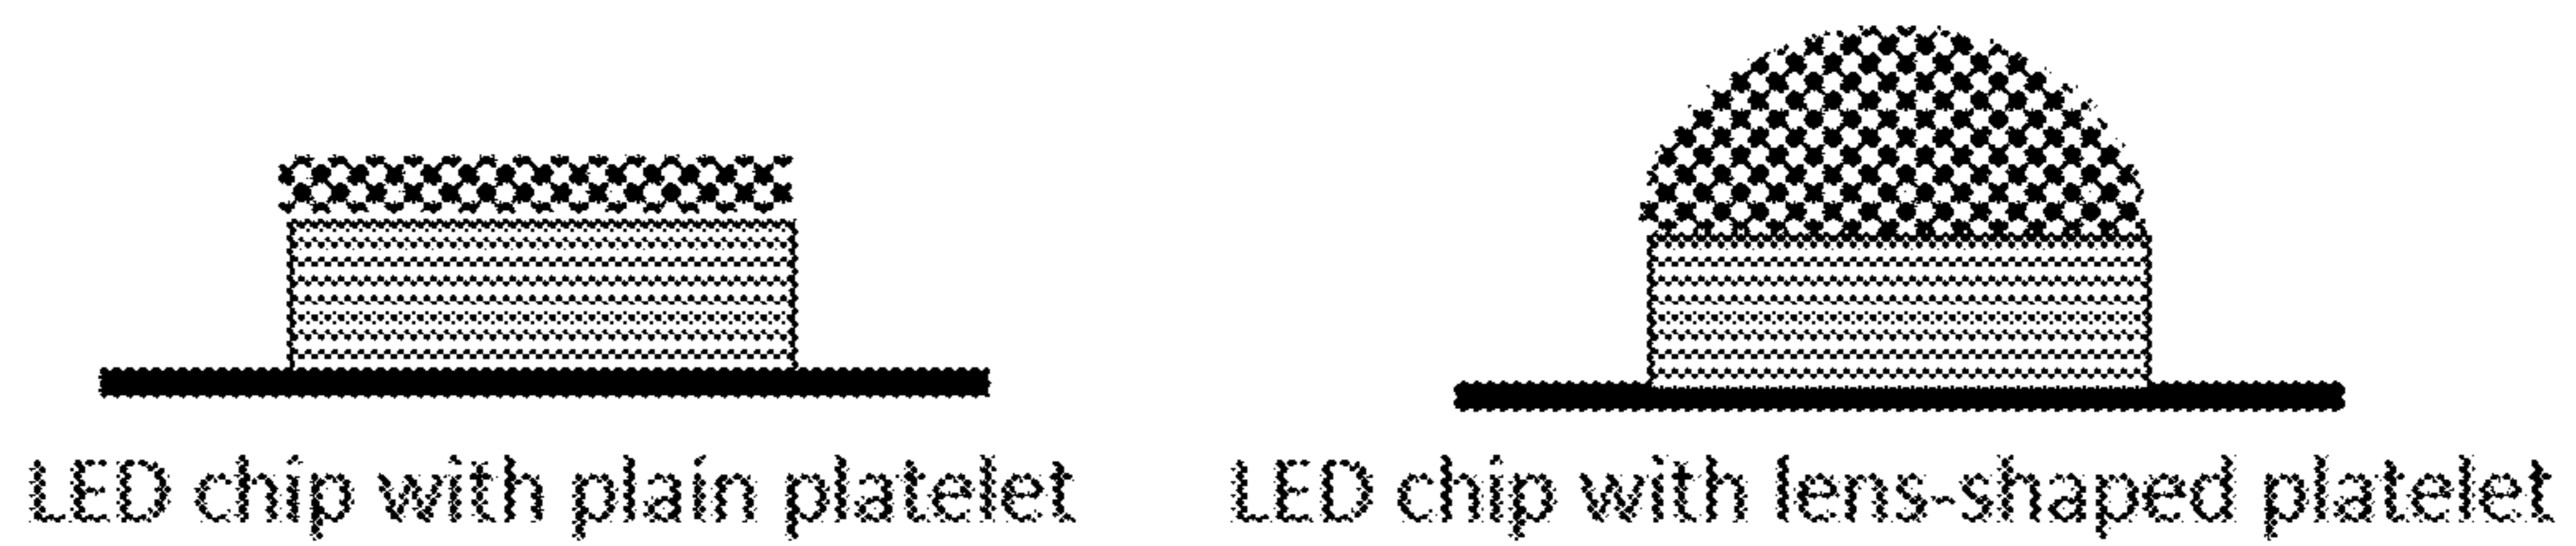 LED chip with plain platelet
LED chip with lens-shaped platelet